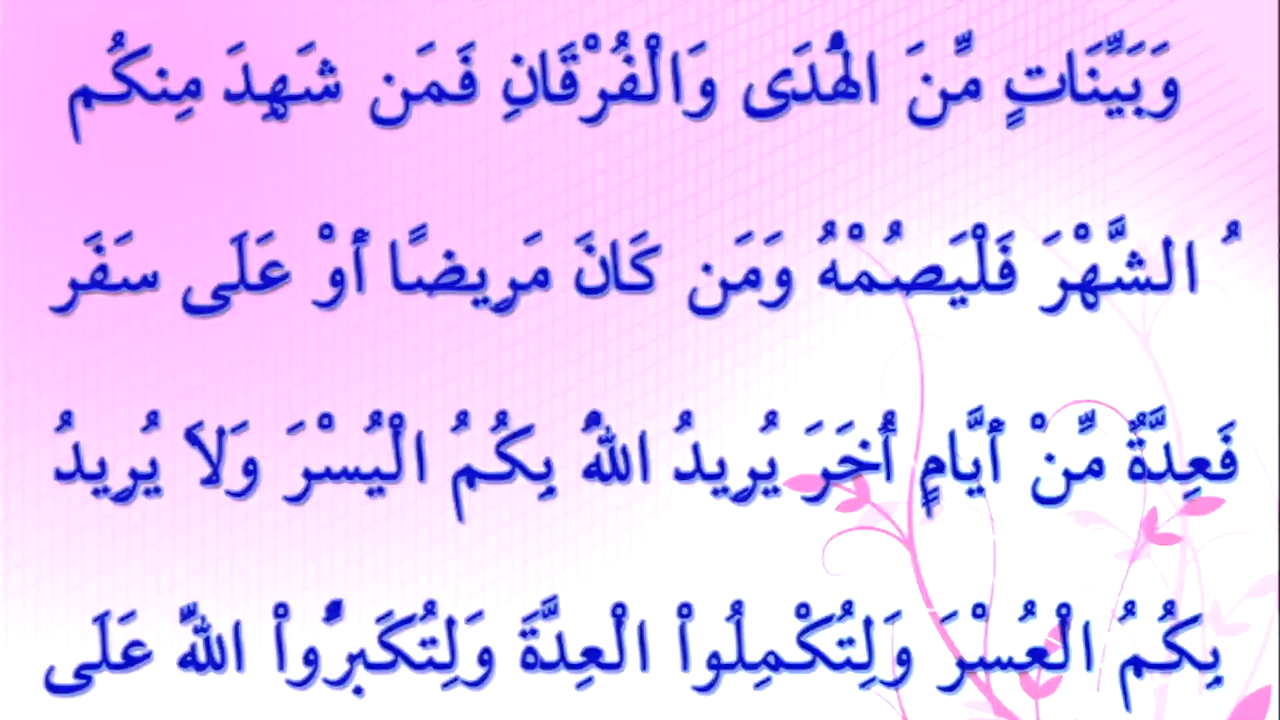 وَبَيِّنَاتٍ مِّنَ الْهُدَى وَالْفُرْقَانِ فَمَن شَهِدَ مِنكُم
ُ الشَّهْرَ فَلْيَصُمْهُ وَمَن كَانَ مَرِيضًا أَوْ عَلَى سَفَر
فَعِدَّةٌ مِّنْ أَيَّامٍ أُخَرَ يُرِيدُ اللّهُ بِكُمُ الْيُسْرَ وَلاَ يُرِيدُ
بِكُمُ الْعُسْرَ وَلِتُكْمِلُواْ الْعِدَّةَ وَلِتُكَبِّرُواْ اللّهَ عَلَى